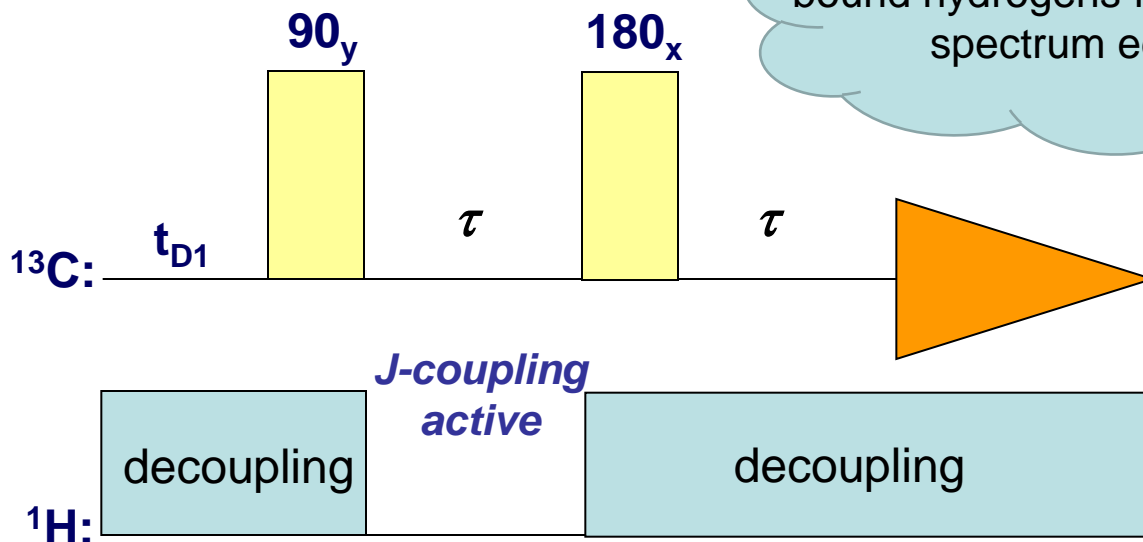 spectrum
90y
180x
τ
τ
tD1
13C:
J-coupling
active
decoupling
decoupling
1H: